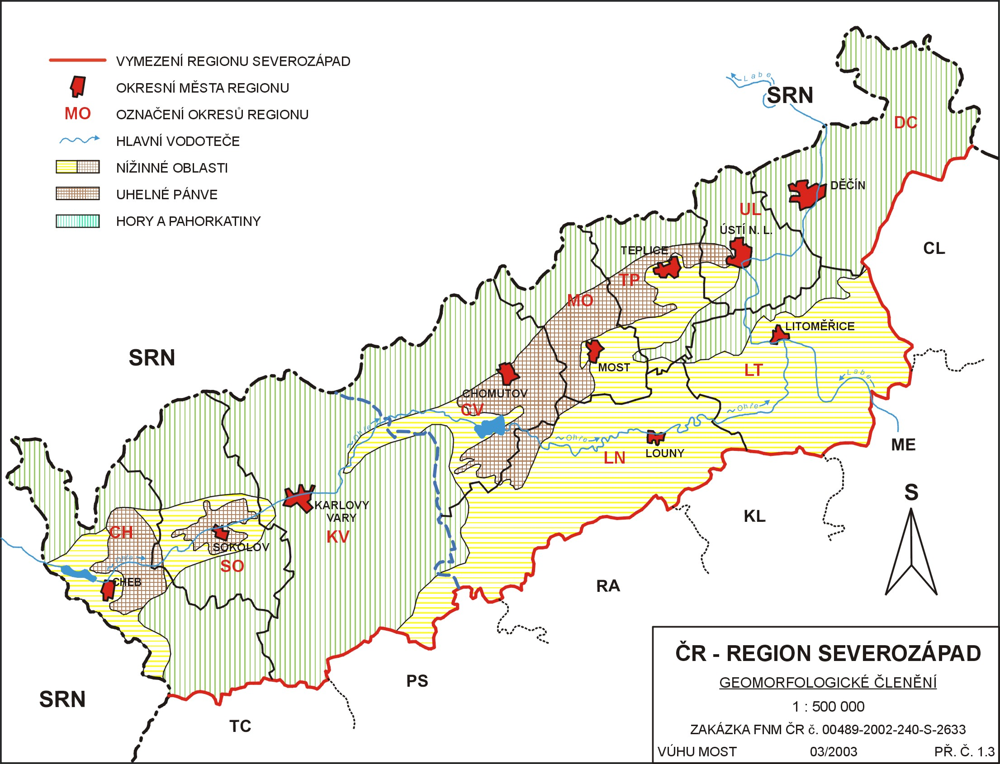 VYMEZENÍ REGIONU SEVEROZÁPAD
OKRESNÍ MĚSTA REGIONU
MO
OZNAČENÍ OKRESŮ REGIONU
HLAVNÍ VODOTEČE
NÍŽINNÉ OBLASTI
UHELNÉ PÁNVE
HORY A PAHORKATINY
Labe
SRN
DC
DĚČÍN
UL
ÚSTÍ N. L.
CL
TEPLICE
TP
MO
LITOMĚŘICE
SRN
MOST
LT
Labe
CHOMUTOV
CV
Ohře
Ohře
Ohře
LOUNY
LN
ME
S
KARLOVY
VARY
KV
KL
CH
SOKOLOV
SO
Ohře
CHEB
RA
PS
SRN
TC
ČR - REGION SEVEROZÁPAD
GEOMORFOLOGICKÉ ČLENĚNÍ
1 : 500 000
ZAKÁZKA FNM ČR č. 00489-2002-240-S-2633
VÚHU MOST 03/2003 PŘ. Č. 1.3